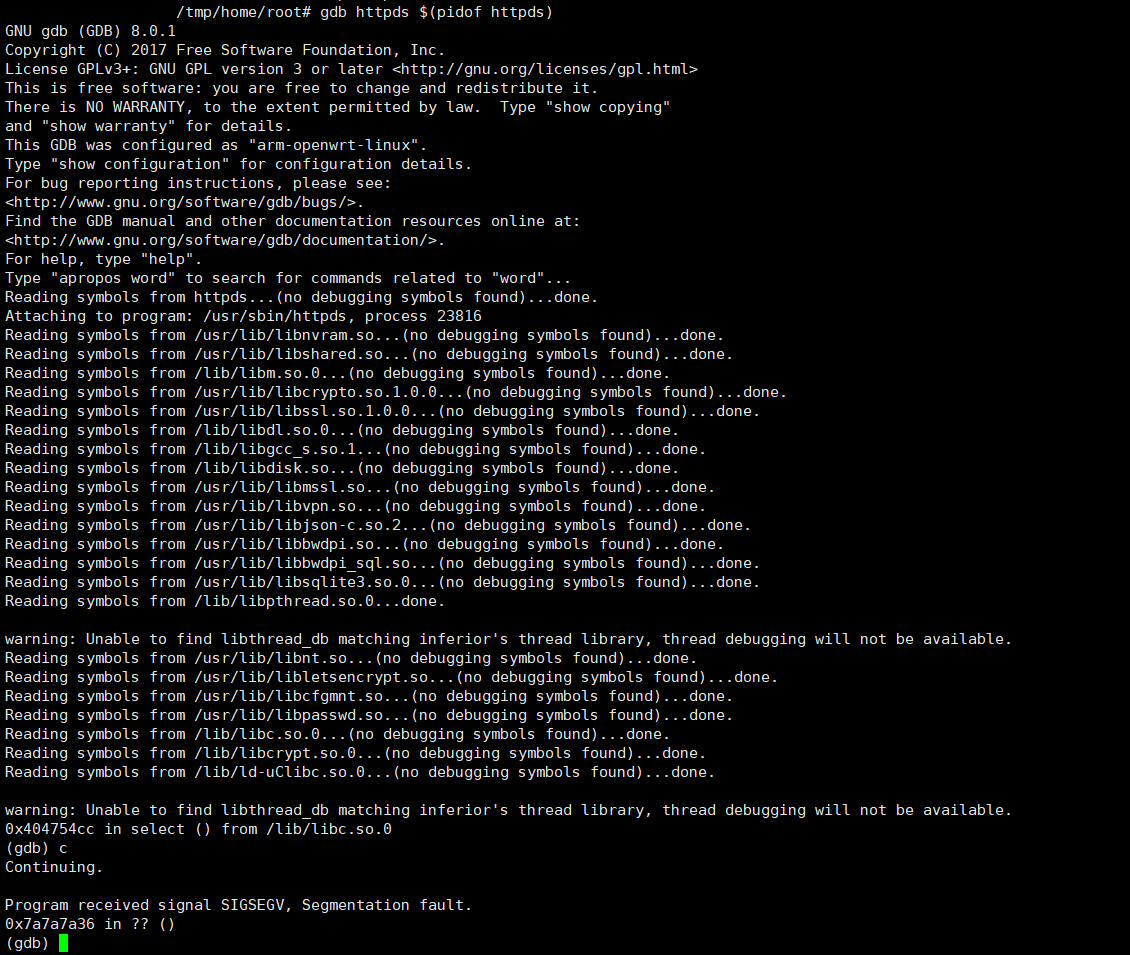 /tmp/home/root# gdb httpds $(pidof httpds)
GNU gdb (GDB) 8.0.1
Copyright (C) 2017 Free Software Foundation, Inc.
License GPLv3+: GNU GPL version 3 or later <http://gnu.org/licenses/gpl.html>
This is free software: you are free to change and redistribute it.
There is NO WARRANTY, to the extent permitted by law.  Type "show copying"
and "show warranty" for details.
This GDB was configured as "arm-openwrt-linux".
Type "show configuration" for configuration details.
For bug reporting instructions, please see:
<http://www.gnu.org/software/gdb/bugs/>.
Find the GDB manual and other documentation resources online at:
<http://www.gnu.org/software/gdb/documentation/>.
For help, type "help".
Type "apropos word" to search for commands related to "word"...
Reading symbols from httpds...(no debugging symbols found)...done.
Attaching to program: /usr/sbin/httpds, process 23816
Reading symbols from /usr/lib/libnvram.so...(no debugging symbols found)...done.
Reading symbols from /usr/lib/libshared.so...(no debugging symbols found)...done.
Reading symbols from /lib/libm.so.0...(no debugging symbols found)...done.
Reading symbols from /usr/lib/libcrypto.so.1.0.0...(no debugging symbols found)...done.
Reading symbols from /usr/lib/libssl.so.1.0.0...(no debugging symbols found)...done.
Reading symbols from /lib/libdl.so.0...(no debugging symbols found)...done.
Reading symbols from /lib/libgcc_s.so.1...(no debugging symbols found)...done.
Reading symbols from /lib/libdisk.so...(no debugging symbols found)...done.
Reading symbols from /usr/lib/libmssl.so...(no debugging symbols found)...done.
Reading symbols from /usr/lib/libvpn.so...(no debugging symbols found)...done.
Reading symbols from /usr/lib/libjson-c.so.2...(no debugging symbols found)...done.
Reading symbols from /usr/lib/libbwdpi.so...(no debugging symbols found)...done.
Reading symbols from /usr/lib/libbwdpi_sql.so...(no debugging symbols found)...done.
Reading symbols from /usr/lib/libsqlite3.so.0...(no debugging symbols found)...done.
Reading symbols from /lib/libpthread.so.0...done.
warning: Unable to find libthread_db matching inferior's thread library, thread debugging will not be available.
Reading symbols from /usr/lib/libnt.so...(no debugging symbols found)...done.
Reading symbols from /usr/lib/libletsencrypt.so...(no debugging symbols found)...done.
Reading symbols from /usr/lib/libcfgmnt.so...(no debugging symbols found)...done.
Reading symbols from /usr/lib/libpasswd.so...(no debugging symbols found)...done.
Reading symbols from /lib/libc.so.0...(no debugging symbols found)...done.
Reading symbols from /lib/libcrypt.so.0...(no debugging symbols found)...done.
Reading symbols from /lib/ld-uClibc.so.0...(no debugging symbols found)...done.
warning: Unable to find libthread_db matching inferior's thread library, thread debugging will not be available.
0x404754cc in select () from /lib/libc.so.0
(gdb) c
Continuing.
Program received signal SIGSEGV, Segmentation fault.
0x7a7a7a36 in ?? ()
(gdb)